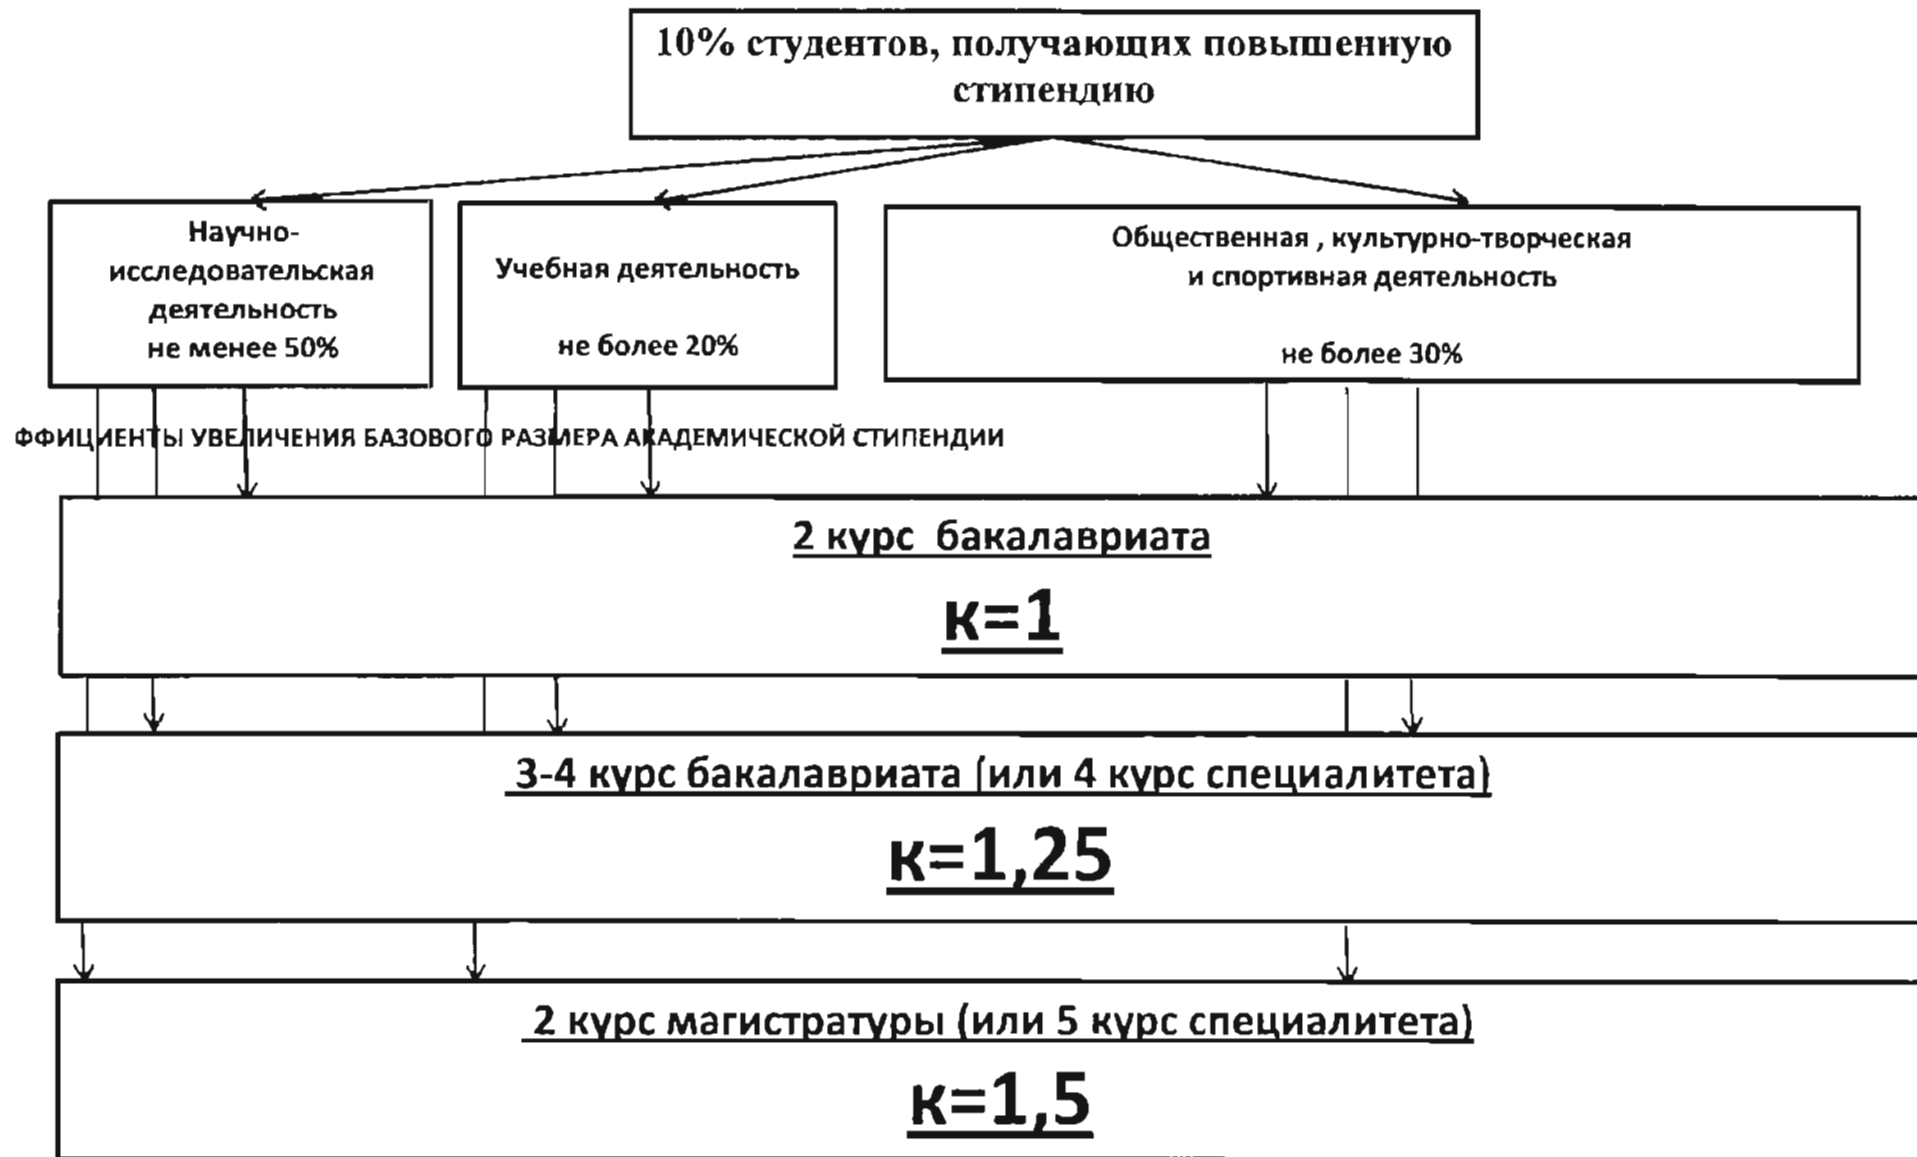 10% студентов, получающих повышенную
стипендию
Научно-
исследовательская
деятельность
не менее 50%
Учебная деятельность
не более 20%
Общественная , культурно-творческая
и спортивная деятельность
не более 30%
ФФИЦИЕНТЫ УВЕЛИЧЕНИЯ БАЗОВОГО РАЗМЕРА АКАДЕМИЧЕСКОЙ СТИПЕНДИИ
2 курс бакалавриата
к=1
3-4 курс бакалавриата (или 4 курс специалитета)
к=1,25
2 курс магистратуры (или 5 курс специалитета)
к=1,5